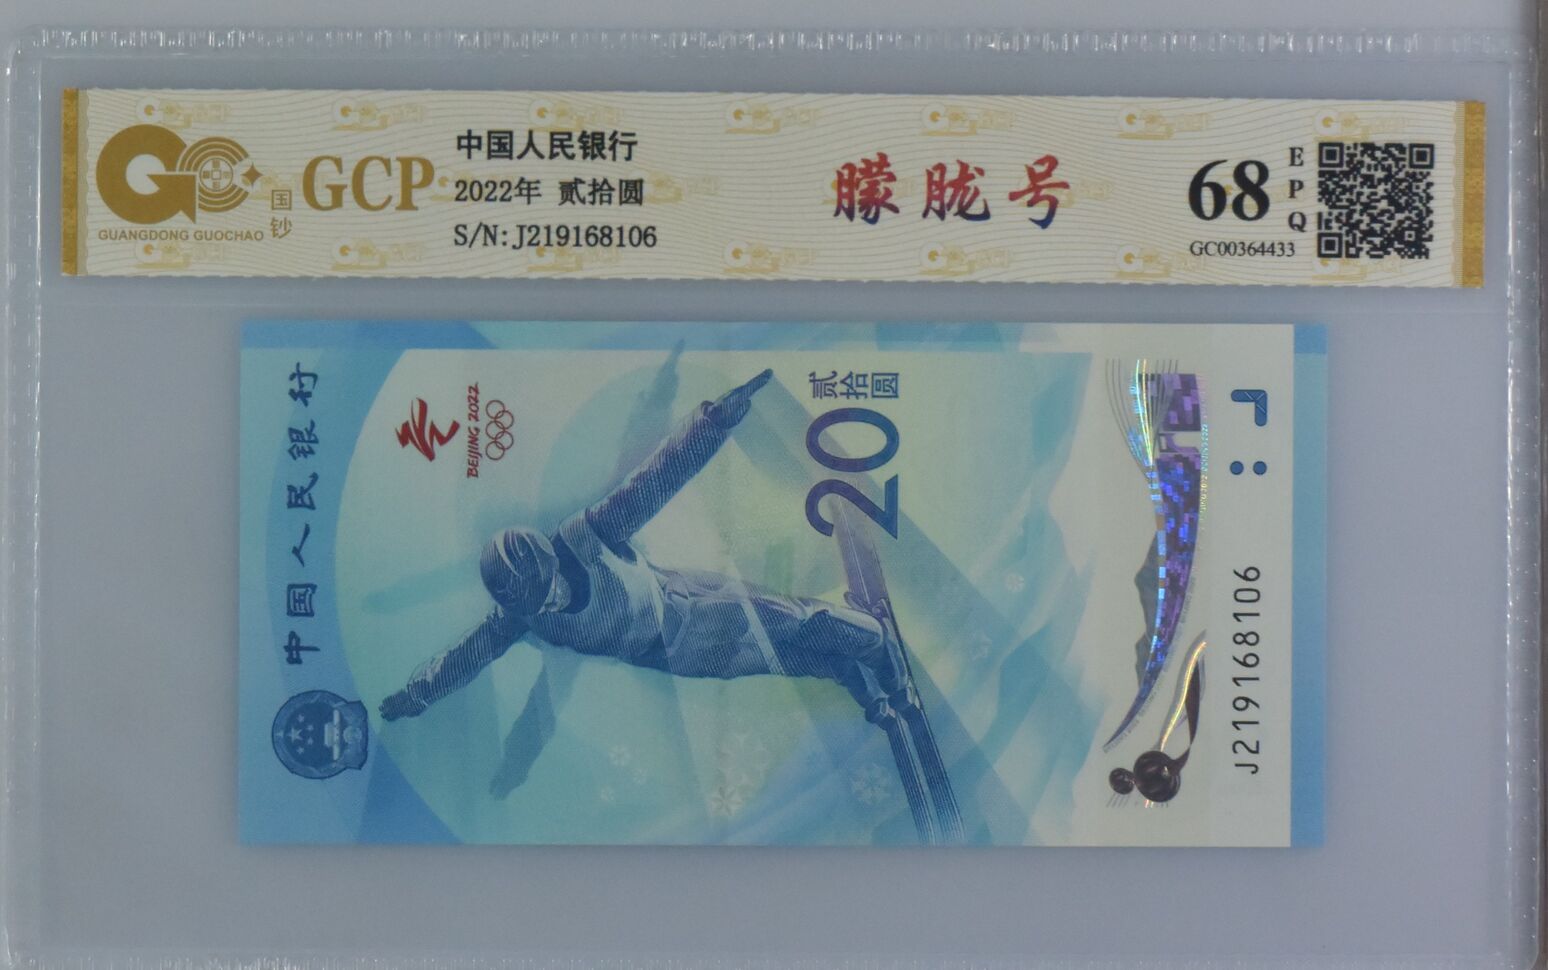 GCP
GUANGDONG GUOCHAO
国钞
中国人民银行
2022年 贰拾圆
S/N:J219168106
朦胧号
68
EPQ
GC00364433
中国人民银行
BEIJING 2022
贰拾圆
20
J219168106